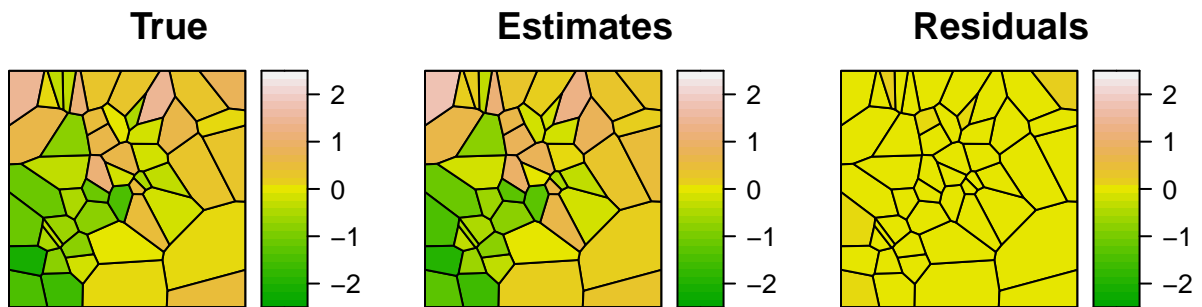 True Estimates Residuals
2 2 2
1 1 1
0 0 0
−1 −1 −1
−2 −2 −2